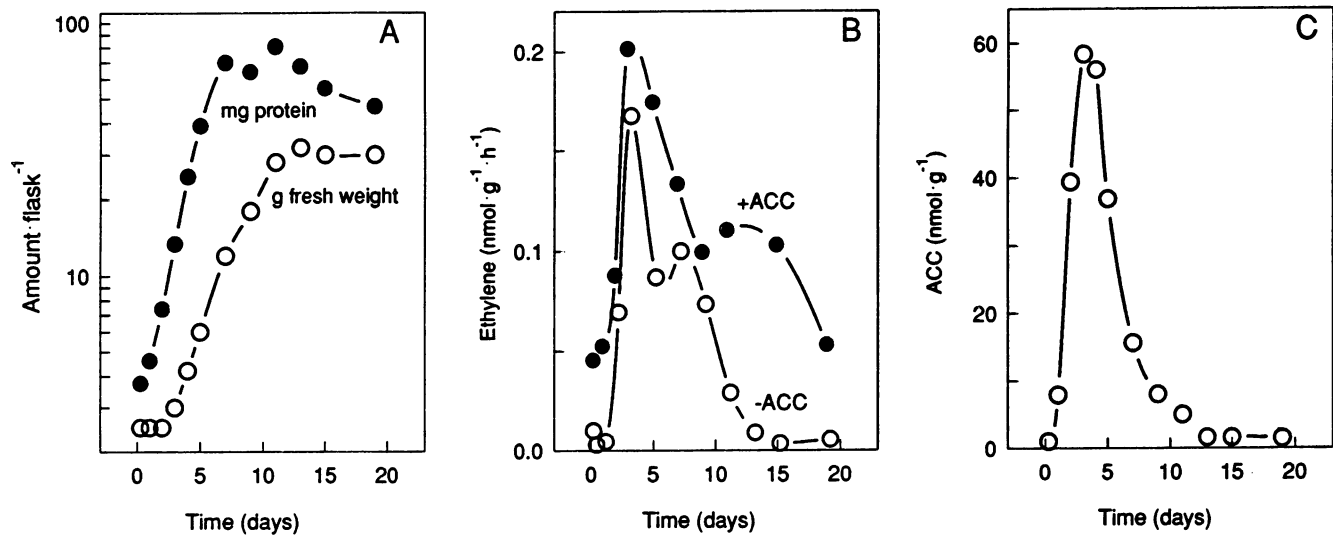 A
100
10
Amount·flask⁻¹
mg protein
g fresh weight
0 5 10 15 20
Time (days)
B
0.2
0.1
0.0
Ethylene (nmol·g⁻¹·h⁻¹)
+ACC
-ACC
0 5 10 15 20
Time (days)
C
60
40
20
0
ACC (nmol·g⁻¹)
0 5 10 15 20
Time (days)